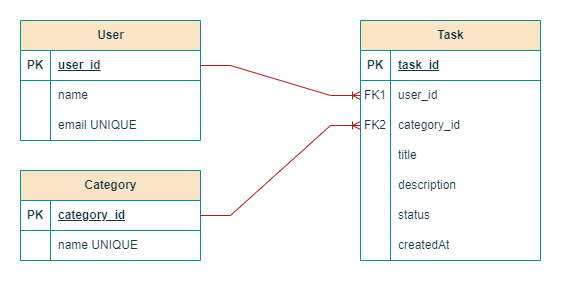 User
PK user_id
name
email UNIQUE
Category
PK category_id
name UNIQUE
Task
PK task_id
FK1 user_id
FK2 category_id
title
description
status
createdAt